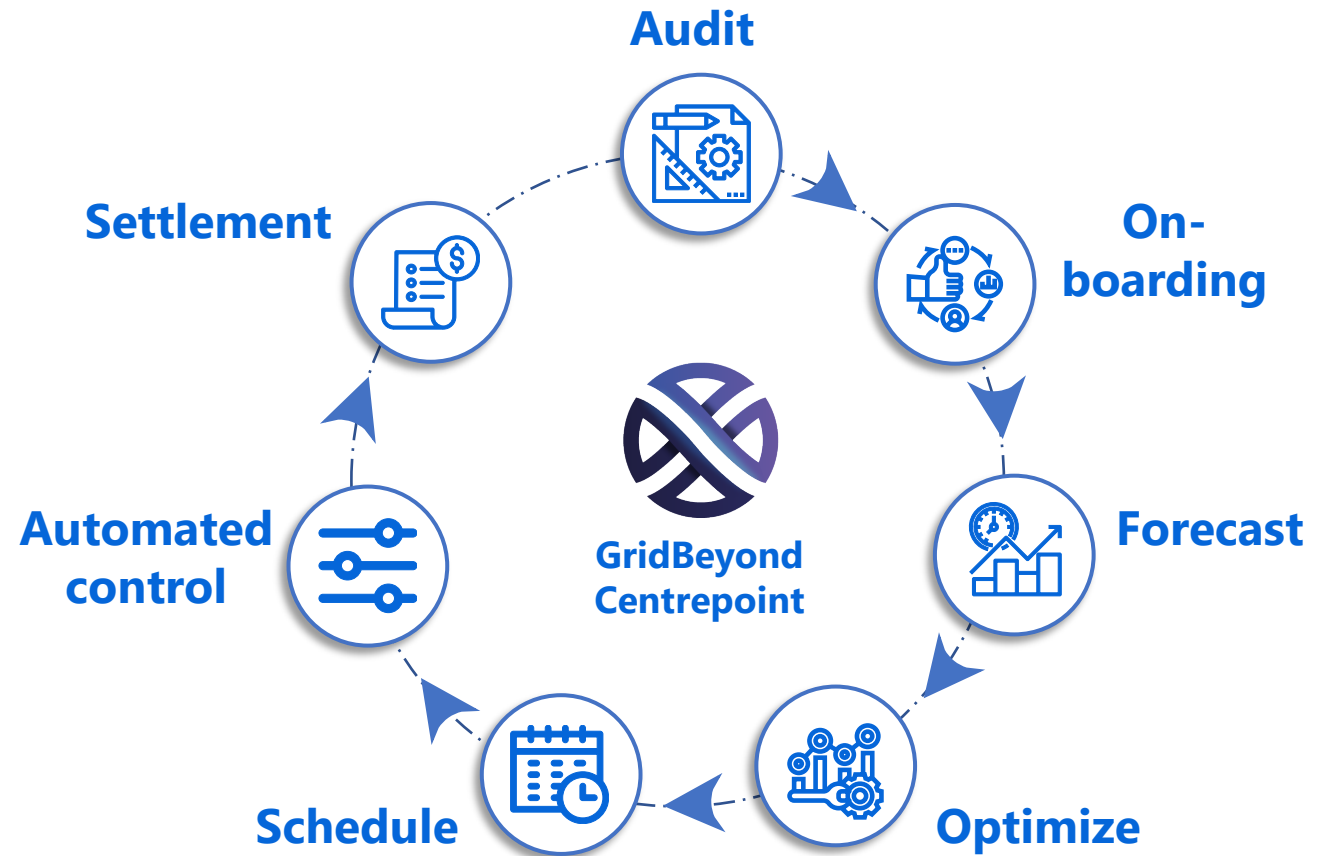 Audit
On-
boarding
Forecast
Optimize
Schedule
Automated
control
Settlement
GridBeyond
Centrepoint
$